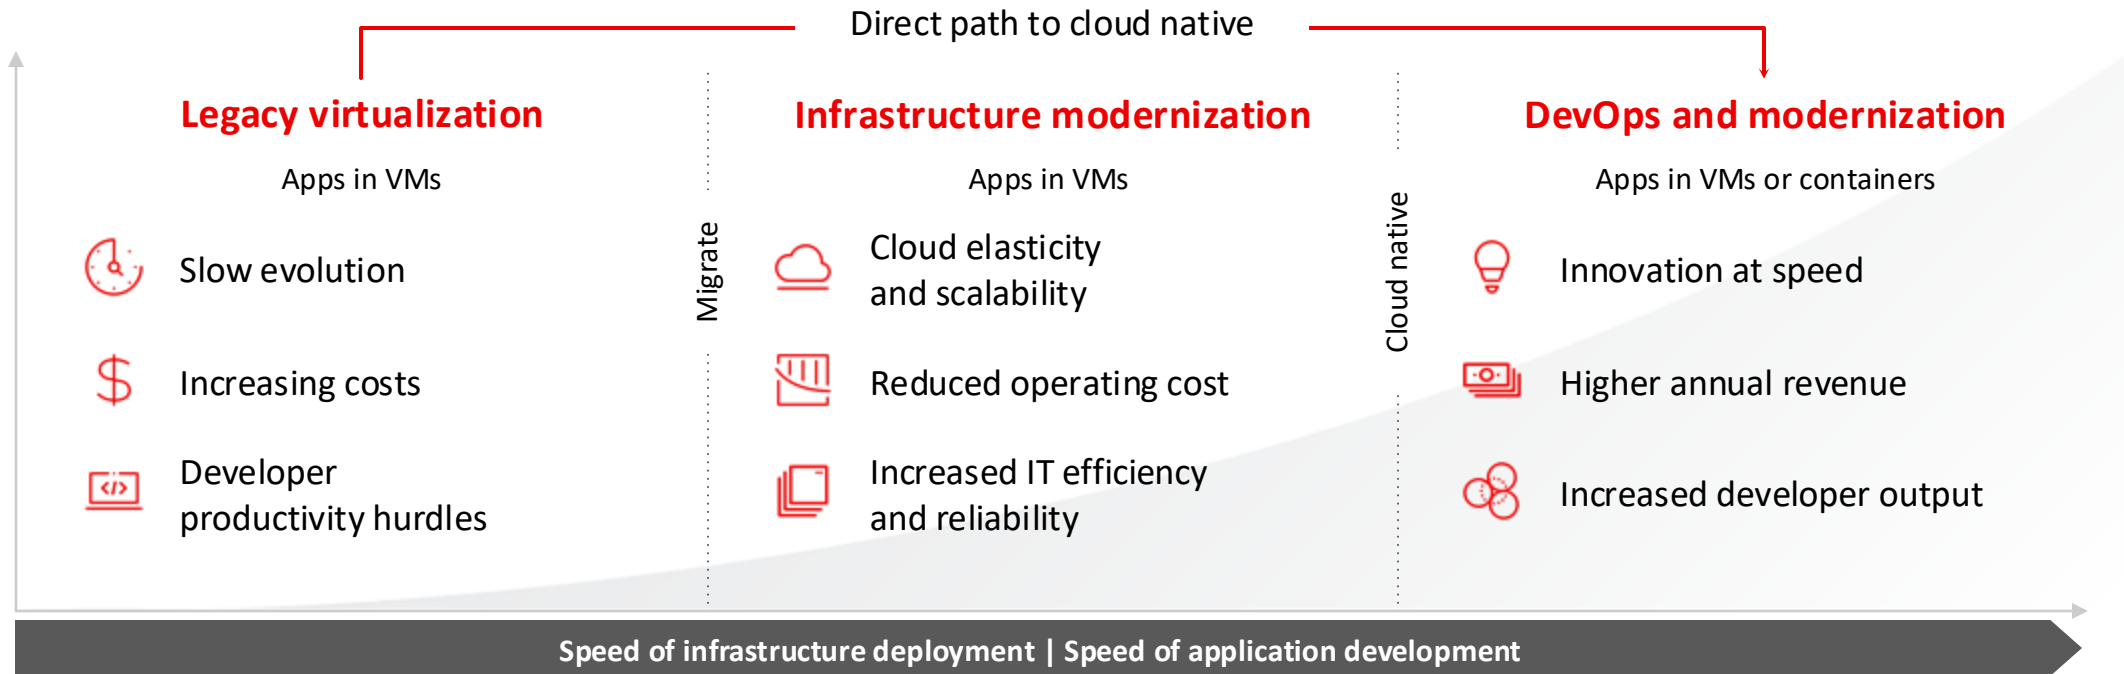 Direct path to cloud native
Legacy virtualization
Apps in VMs
Slow evolution
Increasing costs
Developer
productivity hurdles
Migrate
Infrastructure modernization
Apps in VMs
Cloud elasticity
and scalability
Reduced operating cost
Increased IT efficiency
and reliability
Cloud native
DevOps and modernization
Apps in VMs or containers
Innovation at speed
Higher annual revenue
Increased developer output
Speed of infrastructure deployment | Speed of application development